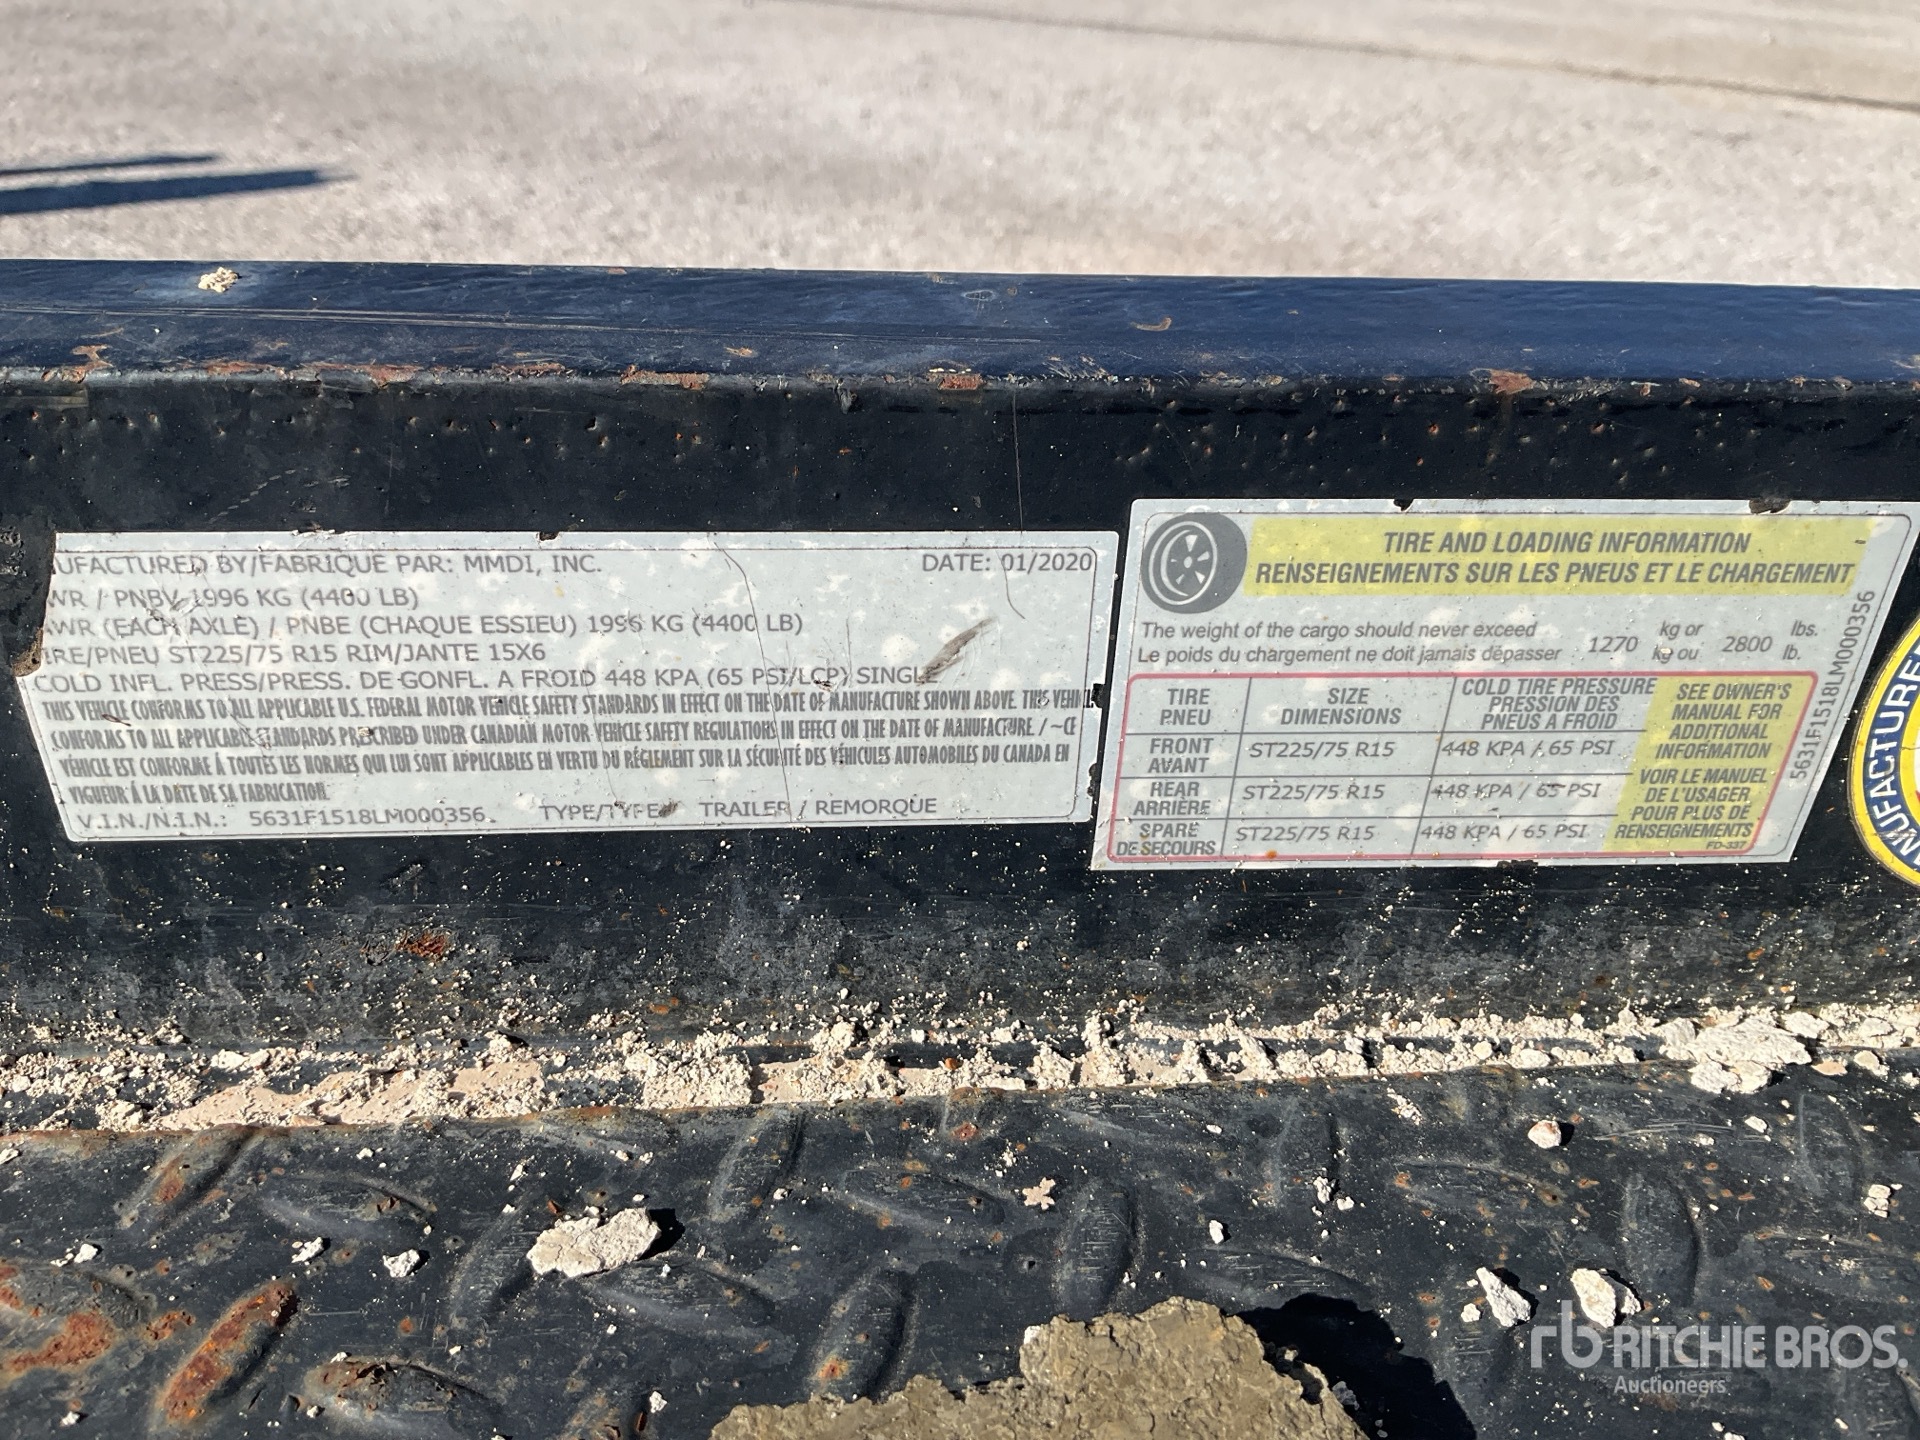 UFACTURED BY/FABRIQUE PAR: MMDI, INC. DATE: 01/2020
WR / PNBV 1996 KG (4400 LB)
AWR (EACH AXLE) / PNBE (CHAQUE ESSIEU) 1996 KG (4400 LB)
IRE/PNEU ST225/75 R15 RIM/JANTE 15X6
COLD INFL. PRESS/PRESS. DE GONFL. A FROID 448 KPA (65 PSI/LCP) SINGLE
THIS VEHICLE CONFORMS TO ALL APPLICABLE U.S. FEDERAL MOTOR VEHICLE SAFETY STANDARDS IN EFFECT ON THE DATE OF MANUFACTURE SHOWN ABOVE. THIS VEHICLE
CONFORMS TO ALL APPLICABLE STANDARDS PRESCRIBED UNDER CANADIAN MOTOR VEHICLE SAFETY REGULATIONS IN EFFECT ON THE DATE OF MANUFACTURE. / ~CE
VÉHICLE EST CONFORME À TOUTES LES NORMES QUI LUI SONT APPLICABLES EN VERTU DU RÉGLEMENT SUR LA SÉCURITÉ DES VÉHICULES AUTOMOBILES DU CANADA EN
VIGUEUR À LA DATE DE SA FABRICATION.
V.I.N./N.I.N.: 5631F1518LM000356 TYPE/TYPE: TRAILER / REMORQUE
TIRE AND LOADING INFORMATION
RENSEIGNEMENTS SUR LES PNEUS ET LE CHARGEMENT
The weight of the cargo should never exceed 1270 kg or 2800 lbs.
Le poids du chargement ne doit jamais dépasser kg ou lb.
TIRE PNEU SIZE DIMENSIONS COLD TIRE PRESSURE PRESSION DES PNEUS A FROID
FRONT AVANT ST225/75 R15 448 KPA / 65 PSI
REAR ARRIÈRE ST225/75 R15 448 KPA / 65 PSI
SPARE DE SECOURS ST225/75 R15 448 KPA / 65 PSI
SEE OWNER'S
MANUAL FOR
ADDITIONAL
INFORMATION
VOIR LE MANUEL
DE L'USAGER
POUR PLUS DE
RENSEIGNEMENTS
FD-337
5631F1518LM000356
UFACTURE
rb RITCHIE BROS.
Auctioneers